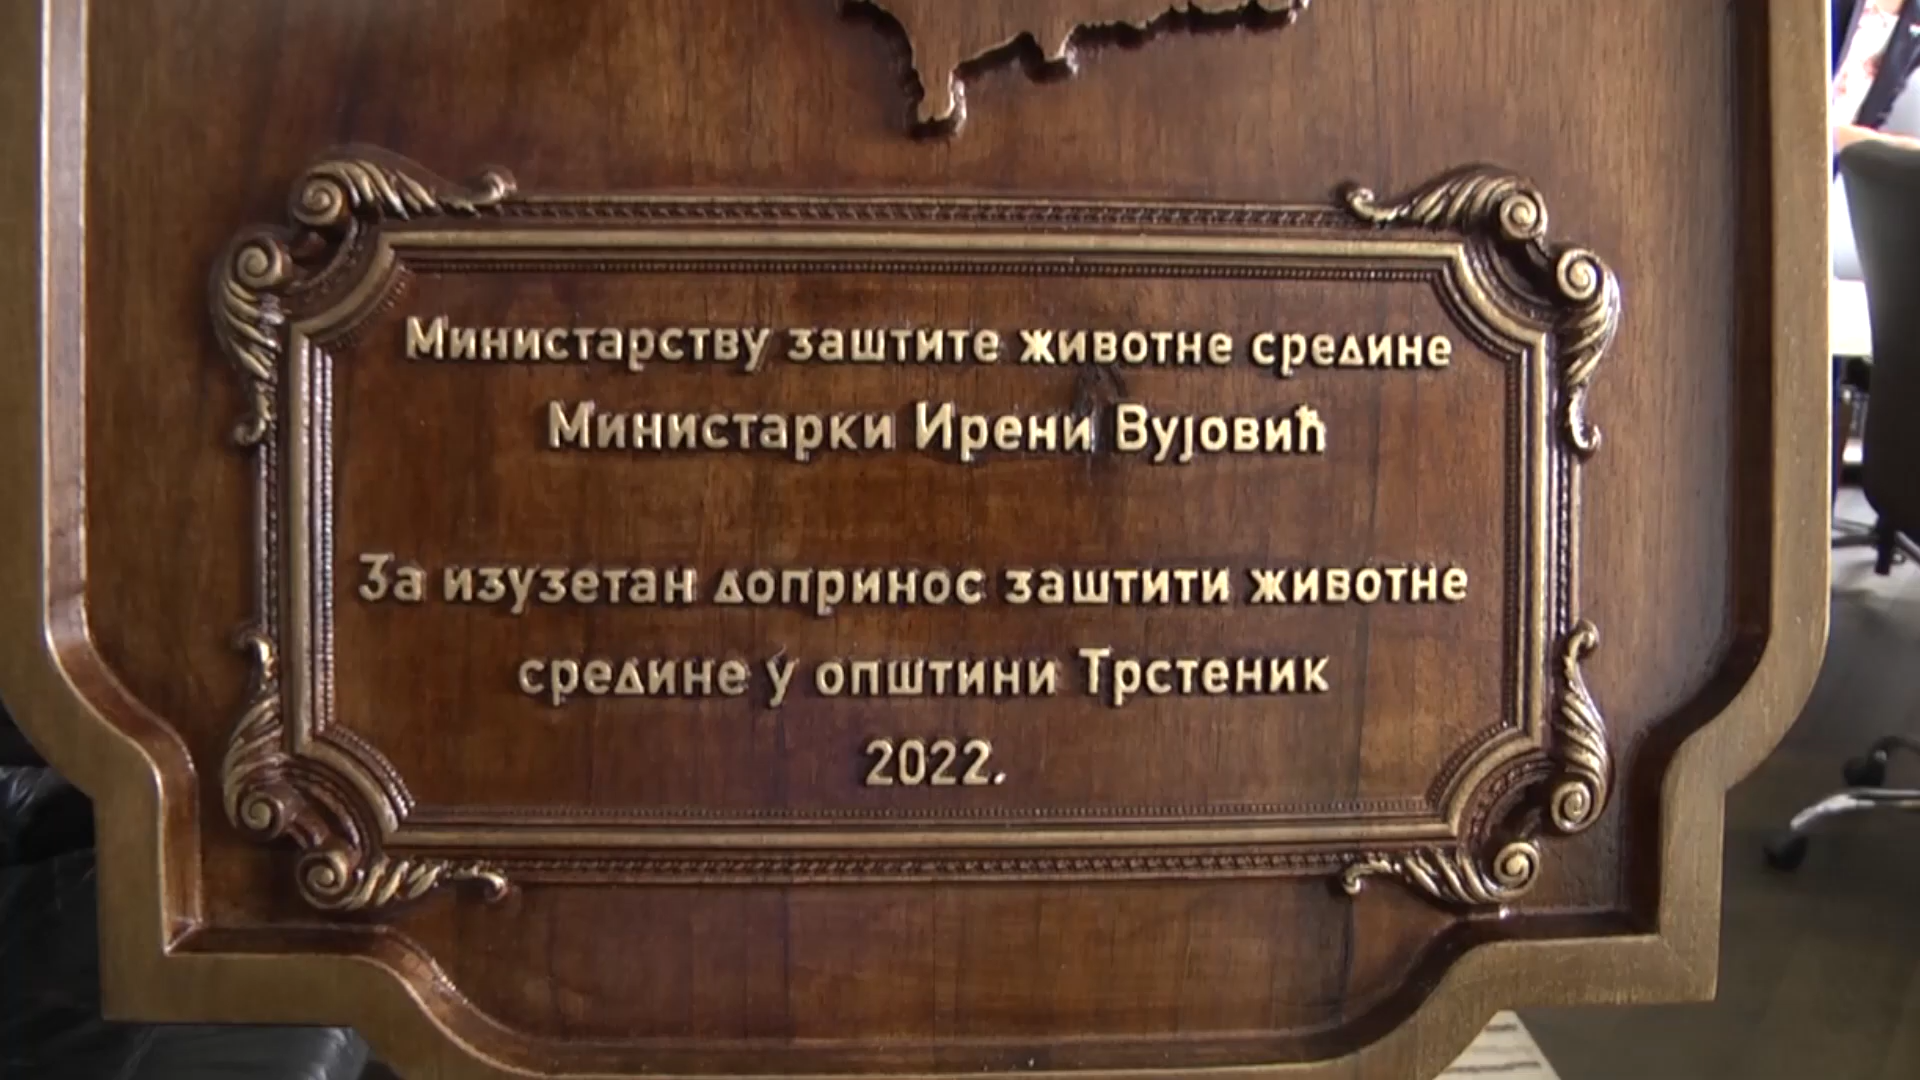 Министарству заштите животне средине
Министарки Ирени Вујовић
За изузетан допринос заштити животне
средине у општини Трстеник
2022.